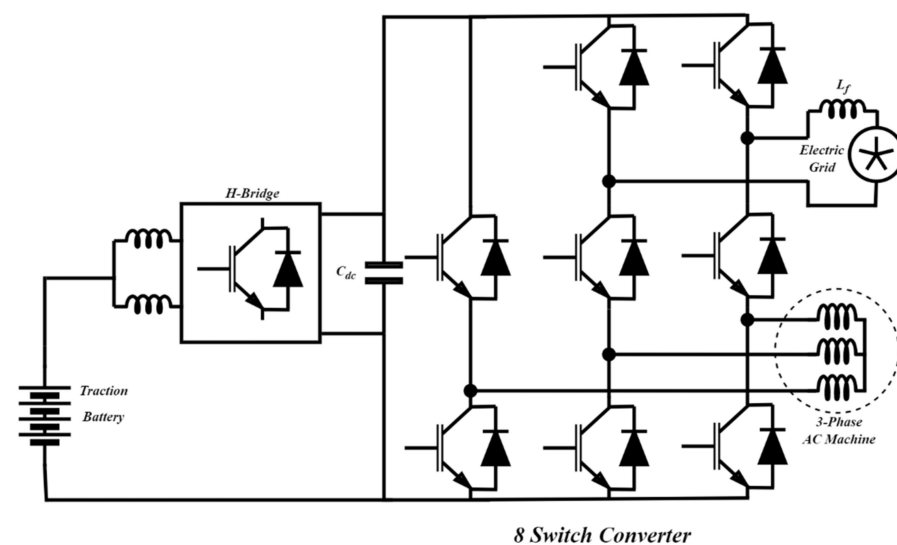 L_f
Electric
Grid
H-Bridge
C_dc
Traction
Battery
3-Phase
AC Machine
8 Switch Converter